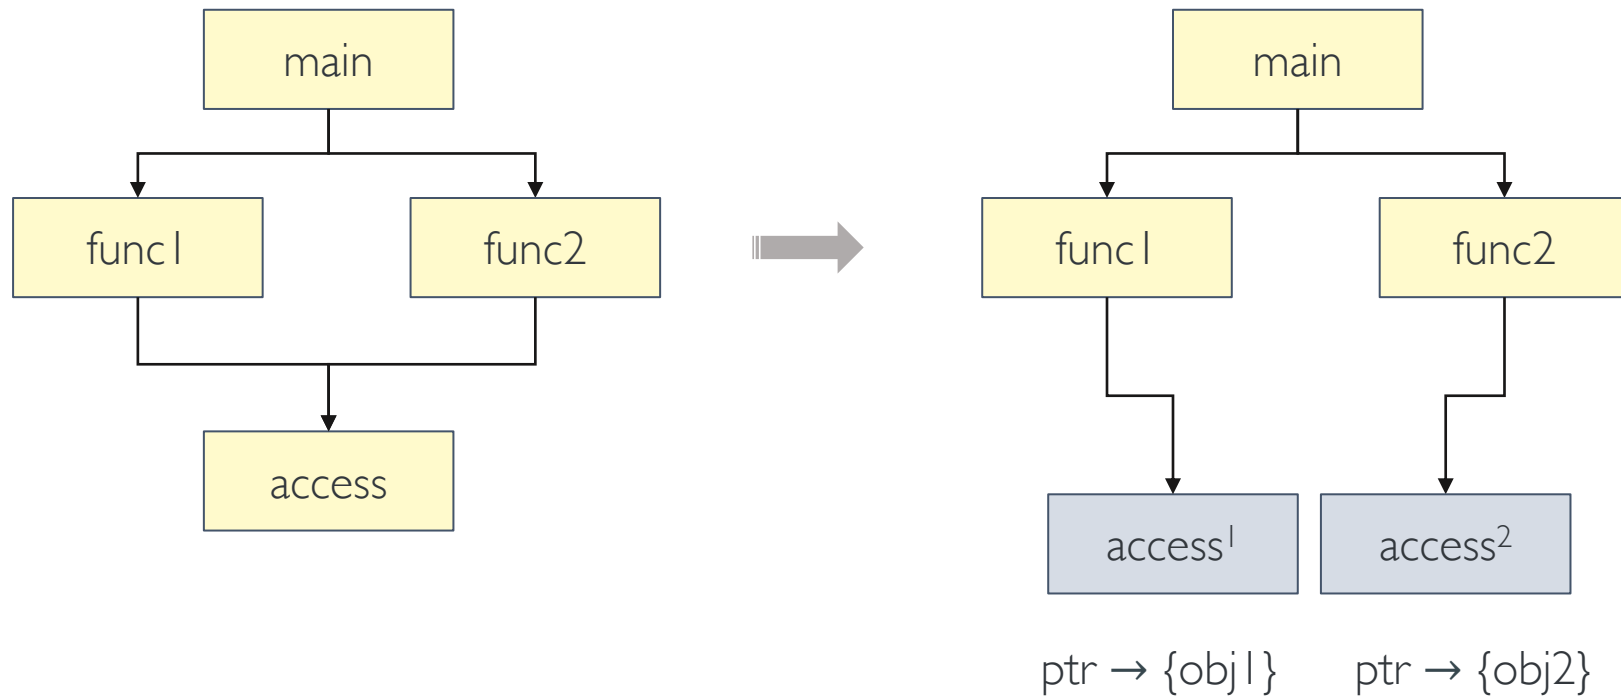 main
func1
func2
access
main
func1
func2
access¹
access²
ptr → {obj1}
ptr → {obj2}